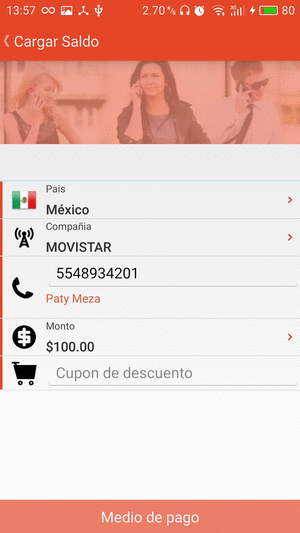 13:57 2.70 K/s 3G 80
Cargar Saldo
Pais
México
Compañia
MOVISTAR
5548934201
Paty Meza
Monto
$100.00
Cupon de descuento
Medio de pago